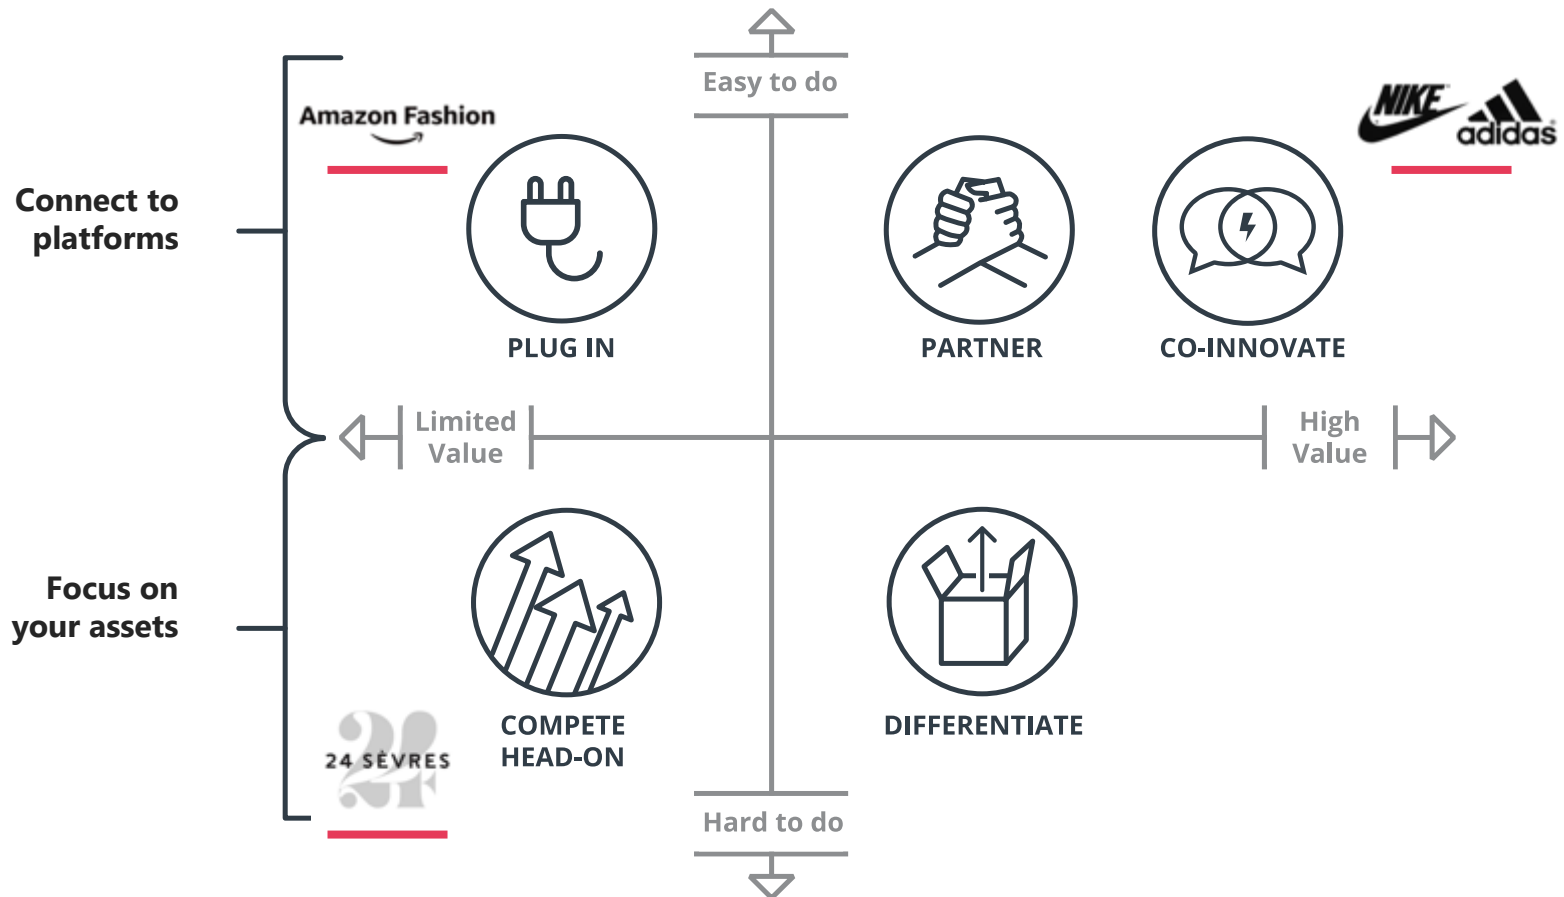 Easy to do
Amazon Fashion
NIKE
adidas
Connect to
platforms
PLUG IN
PARTNER
CO-INNOVATE
Limited
Value
High
Value
Focus on
your assets
COMPETE
HEAD-ON
DIFFERENTIATE
24
24 SÈVRES
Hard to do